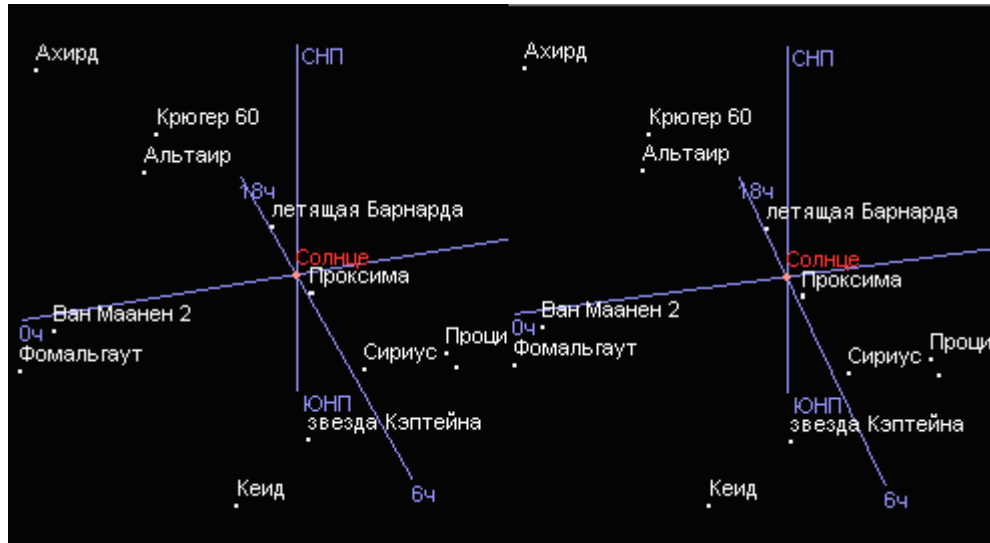 Ахирд
СНП
Крюгер 60
Альтаир
18ч
летящая Барнарда
Солнце
Проксима
Ван Маанен 2
0ч
Фомальгаут
Проци
Сириус
ЮНП
звезда Кэптейна
Кеид
6ч
Ахирд
СНП
Крюгер 60
Альтаир
18ч
летящая Барнарда
Солнце
Проксима
Ван Маанен 2
0ч
Фомальгаут
Проци
Сириус
ЮНП
звезда Кэптейна
Кеид
6ч